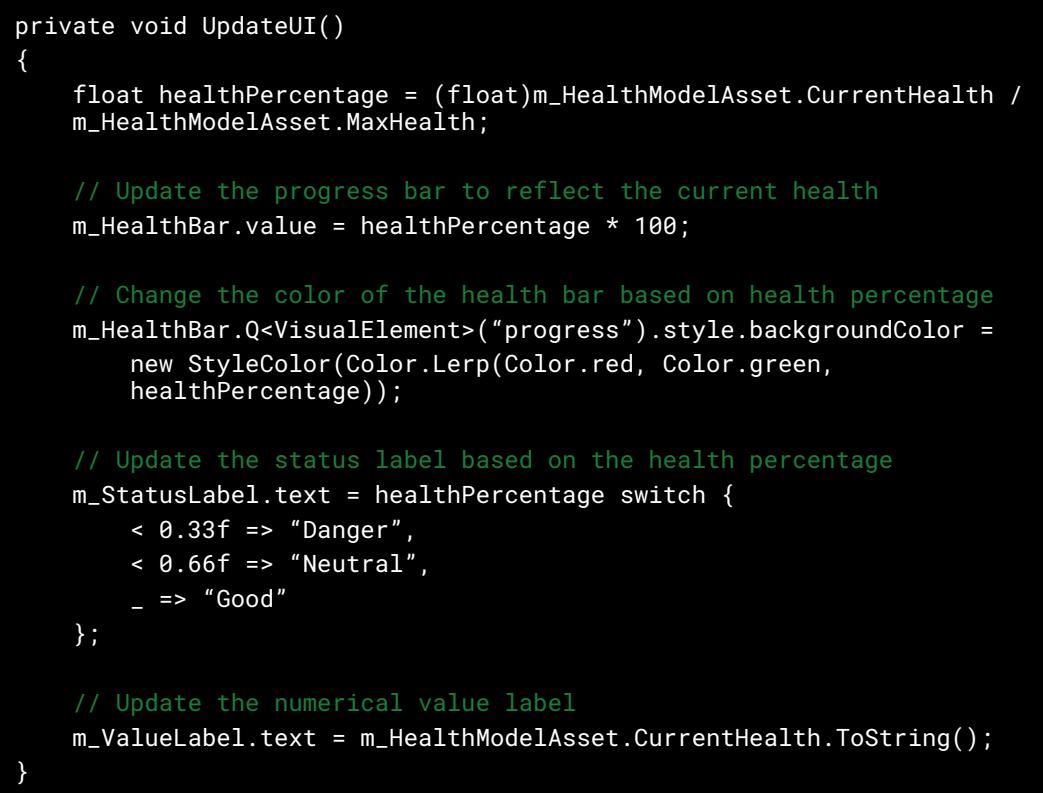 private void UpdateUI()
{
    float healthPercentage = (float)m_HealthModelAsset.CurrentHealth /
    m_HealthModelAsset.MaxHealth;

    // Update the progress bar to reflect the current health
    m_HealthBar.value = healthPercentage * 100;

    // Change the color of the health bar based on health percentage
    m_HealthBar.Q<VisualElement>(“progress”).style.backgroundColor =
        new StyleColor(Color.Lerp(Color.red, Color.green,
        healthPercentage));

    // Update the status label based on the health percentage
    m_StatusLabel.text = healthPercentage switch {
        < 0.33f => “Danger”,
        < 0.66f => “Neutral”,
        _ => “Good”
    };

    // Update the numerical value label
    m_ValueLabel.text = m_HealthModelAsset.CurrentHealth.ToString();
}